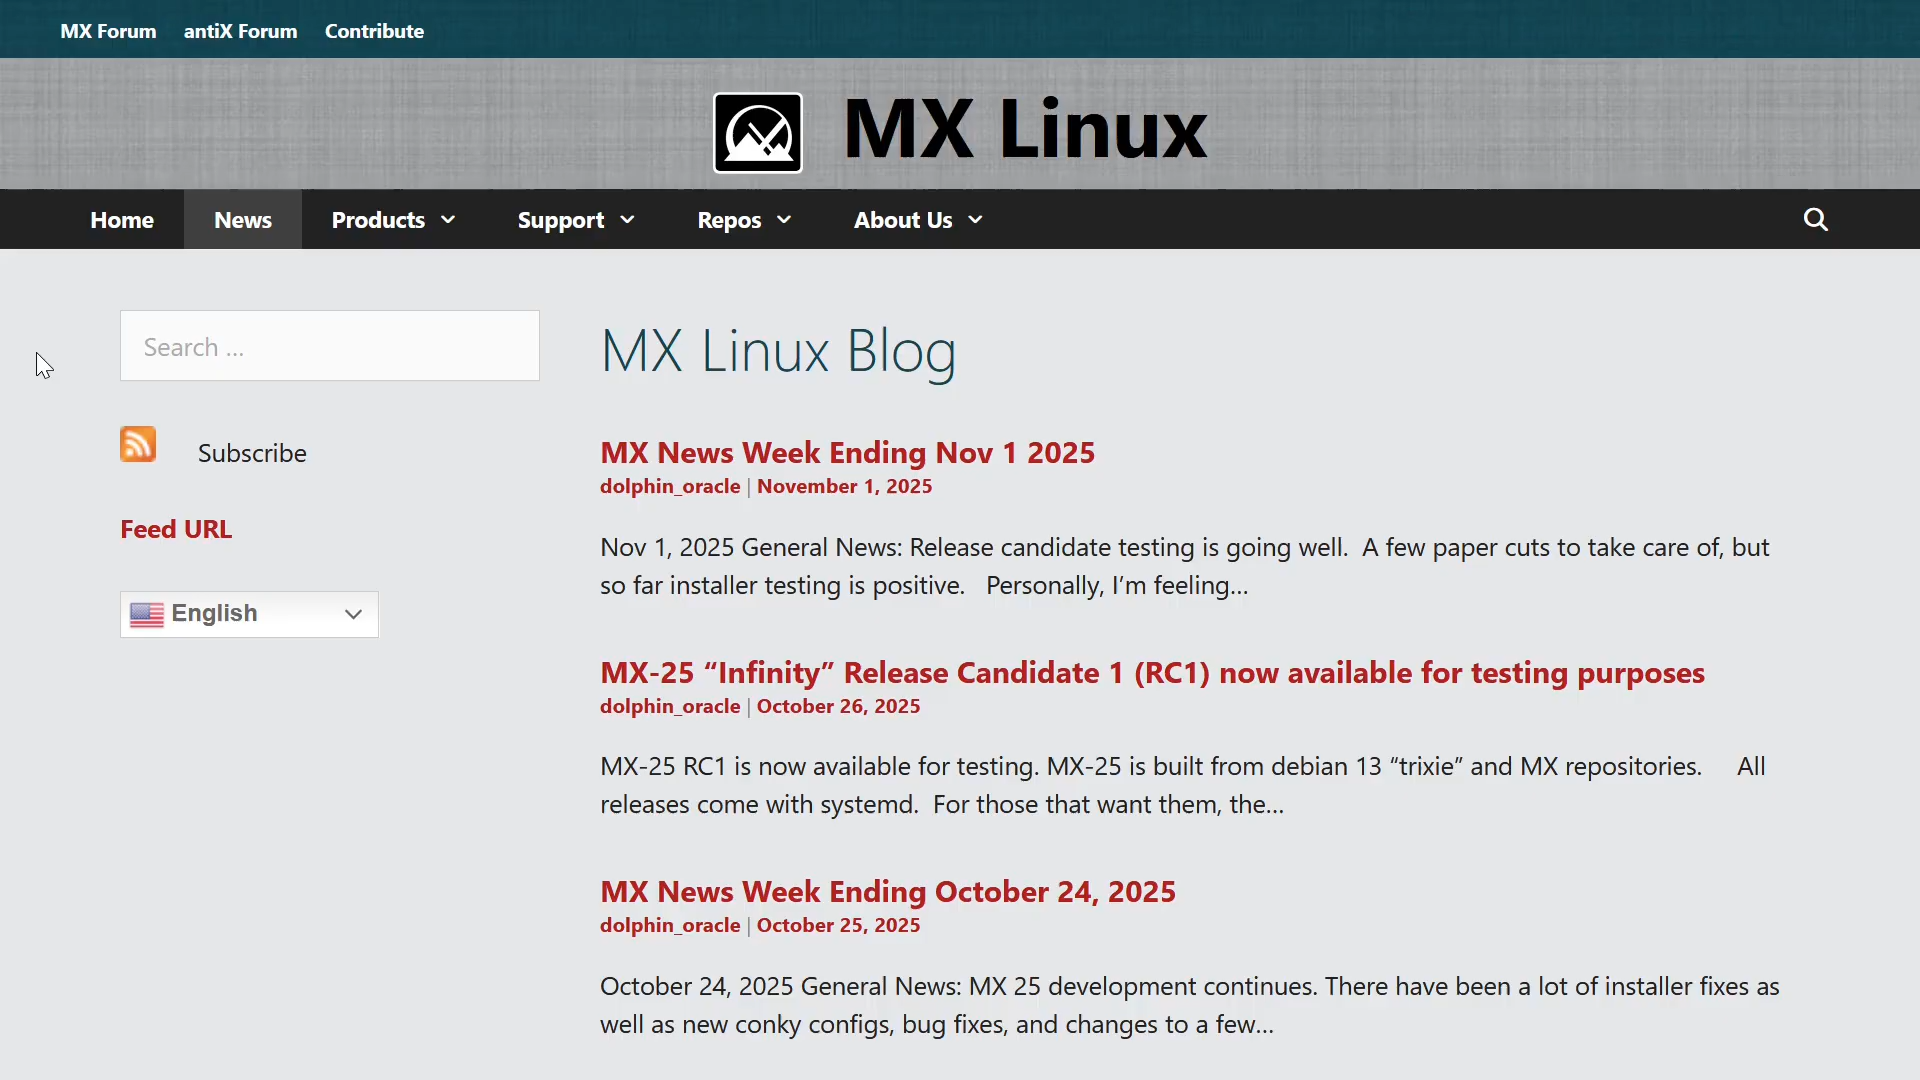 MX Forum antiX Forum Contribute
MX Linux
Home News Products Support Repos About Us
Search ...
Subscribe
Feed URL
English
MX Linux Blog
MX News Week Ending Nov 1 2025
dolphin_oracle | November 1, 2025
Nov 1, 2025 General News: Release candidate testing is going well.  A few paper cuts to take care of, but
so far installer testing is positive.   Personally, I’m feeling…
MX-25 “Infinity” Release Candidate 1 (RC1) now available for testing purposes
dolphin_oracle | October 26, 2025
MX-25 RC1 is now available for testing. MX-25 is built from debian 13 “trixie” and MX repositories.     All
releases come with systemd.  For those that want them, the…
MX News Week Ending October 24, 2025
dolphin_oracle | October 25, 2025
October 24, 2025 General News: MX 25 development continues. There have been a lot of installer fixes as
well as new conky configs, bug fixes, and changes to a few…